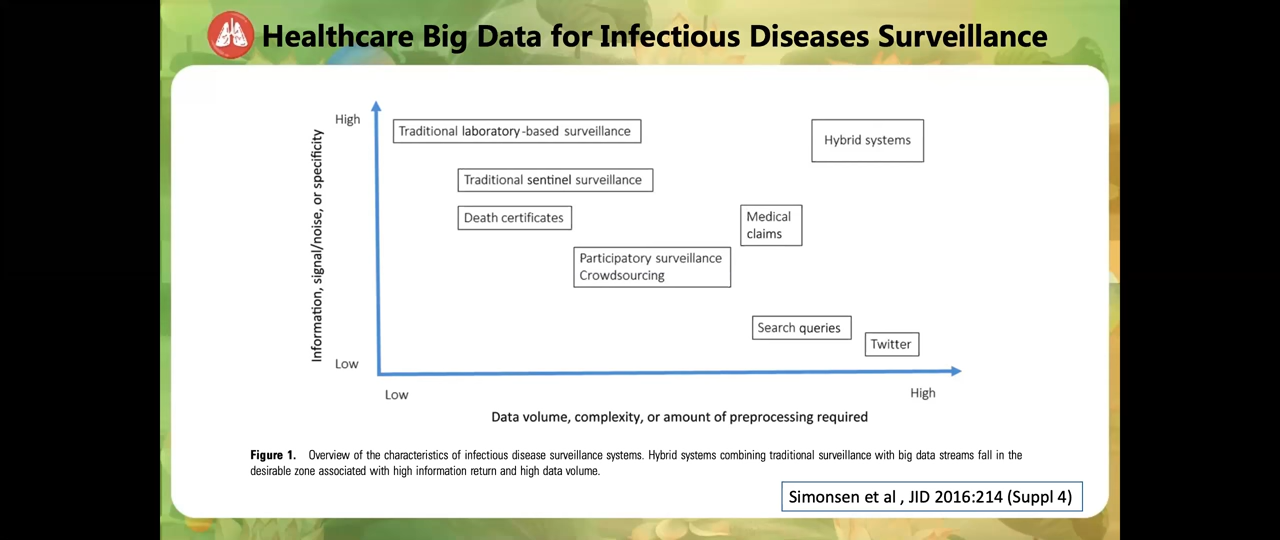 Healthcare Big Data for Infectious Diseases Surveillance
High
Traditional laboratory-based surveillance
Hybrid systems
Traditional sentinel surveillance
Death certificates
Medical
claims
Participatory surveillance
Crowdsourcing
Search queries
Twitter
Information, signal/noise, or specificity
Low
Low
High
Data volume, complexity, or amount of preprocessing required
Figure 1. Overview of the characteristics of infectious disease surveillance systems. Hybrid systems combining traditional surveillance with big data streams fall in the
desirable zone associated with high information return and high data volume.
Simonsen et al , JID 2016:214 (Suppl 4)